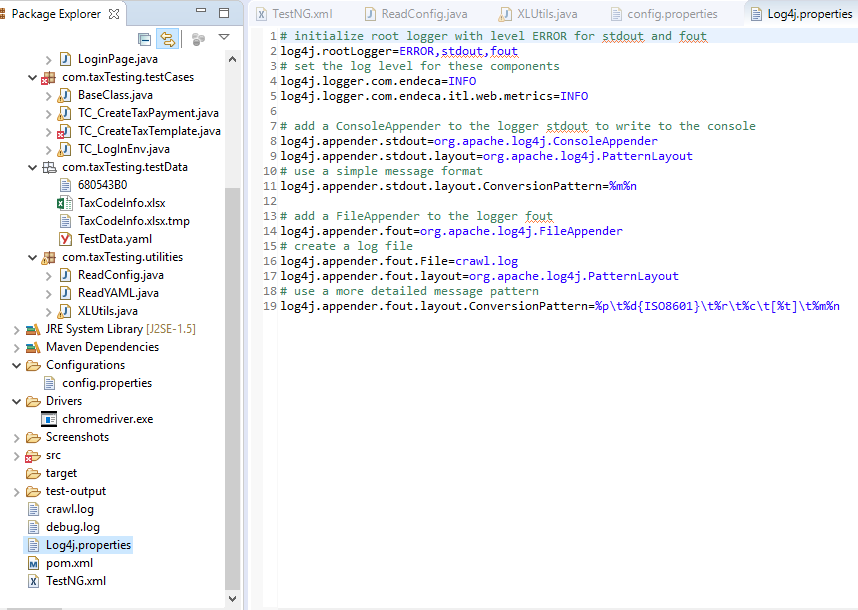 Package Explorer
LoginPage.java
com.taxTesting.testCases
BaseClass.java
TC_CreateTaxPayment.java
TC_CreateTaxTemplate.java
TC_LogInEnv.java
com.taxTesting.testData
680543B0
TaxCodeInfo.xlsx
TaxCodeInfo.xlsx.tmp
TestData.yaml
com.taxTesting.utilities
ReadConfig.java
ReadYAML.java
XLUtils.java
JRE System Library [J2SE-1.5]
Maven Dependencies
Configurations
config.properties
Drivers
chromedriver.exe
Screenshots
src
target
test-output
crawl.log
debug.log
Log4j.properties
pom.xml
TestNG.xml
TestNG.xml ReadConfig.java XLUtils.java config.properties Log4j.properties
1 # initialize root logger with level ERROR for stdout and fout
2 log4j.rootLogger=ERROR,stdout,fout
3 # set the log level for these components
4 log4j.logger.com.endeca=INFO
5 log4j.logger.com.endeca.itl.web.metrics=INFO
6
7 # add a ConsoleAppender to the logger stdout to write to the console
8 log4j.appender.stdout=org.apache.log4j.ConsoleAppender
9 log4j.appender.stdout.layout=org.apache.log4j.PatternLayout
10 # use a simple message format
11 log4j.appender.stdout.layout.ConversionPattern=%m%n
12
13 # add a FileAppender to the logger fout
14 log4j.appender.fout=org.apache.log4j.FileAppender
15 # create a log file
16 log4j.appender.fout.File=crawl.log
17 log4j.appender.fout.layout=org.apache.log4j.PatternLayout
18 # use a more detailed message pattern
19 log4j.appender.fout.layout.ConversionPattern=%p\t%d{ISO8601}\t%r\t%c\t[%t]\t%m%n